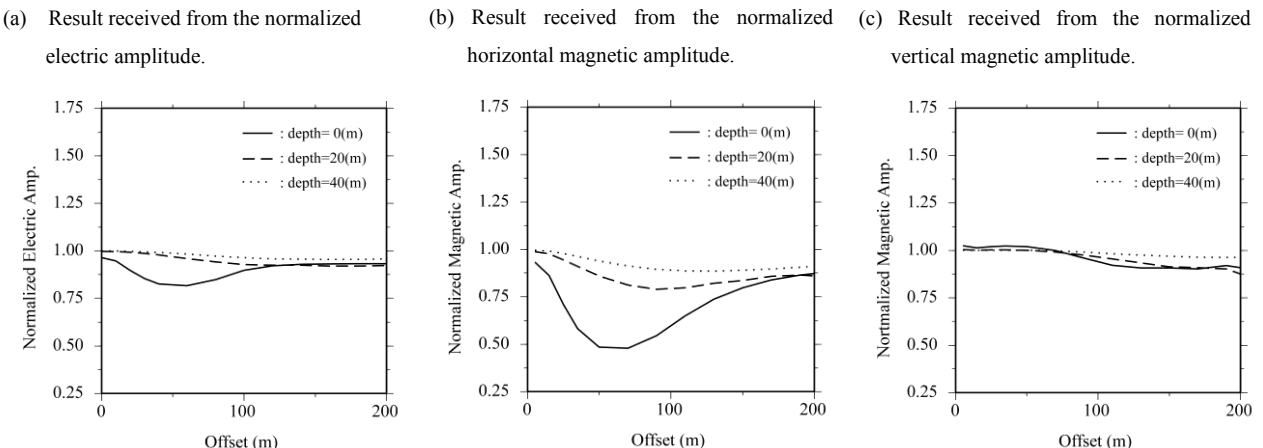 (a) Result received from the normalized
electric amplitude.
1.75
1.50
1.25
1.00
0.75
0.50
0.25
Normalized Electric Amp.
: depth= 0(m)
: depth=20(m)
: depth=40(m)
0 100 200
Offset (m)
(b) Result received from the normalized
horizontal magnetic amplitude.
1.75
1.50
1.25
1.00
0.75
0.50
0.25
Normalized Magnetic Amp.
: depth= 0(m)
: depth=20(m)
: depth=40(m)
0 100 200
Offset (m)
(c) Result received from the normalized
vertical magnetic amplitude.
1.75
1.50
1.25
1.00
0.75
0.50
0.25
Nortmalized Magnetic Amp.
: depth= 0(m)
: depth=20(m)
: depth=40(m)
0 100 200
Offset (m)